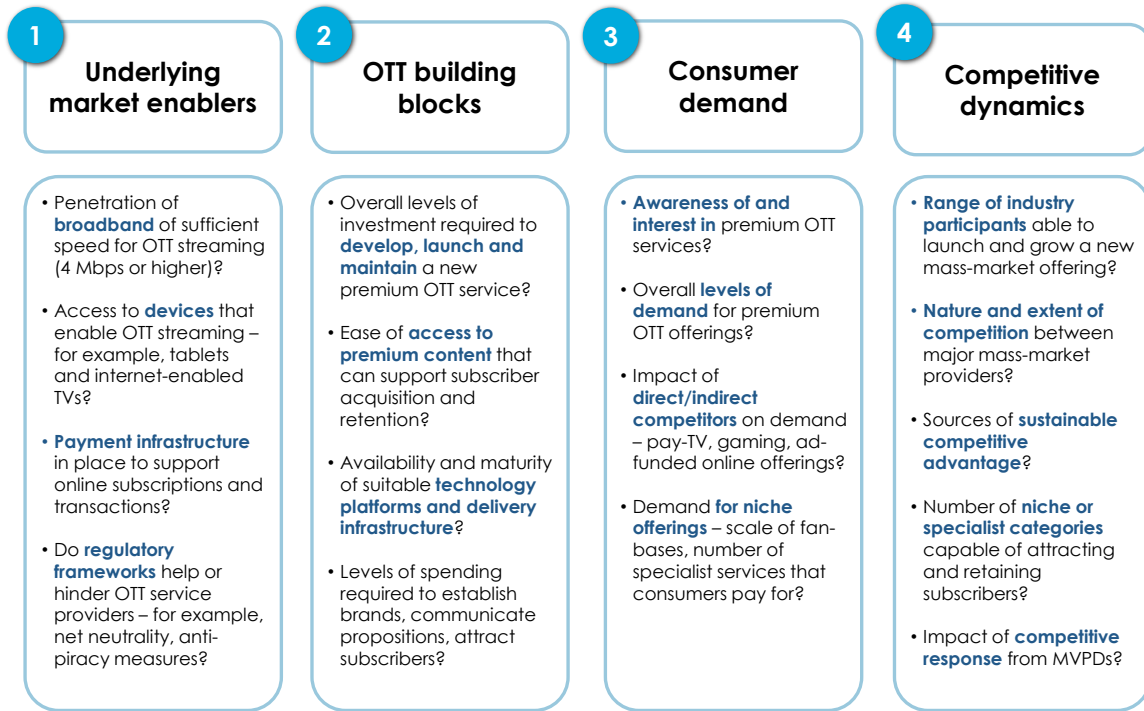 1
Underlying
market enablers
• Penetration of
broadband of sufficient
speed for OTT streaming
(4 Mbps or higher)?
• Access to devices that
enable OTT streaming –
for example, tablets
and internet-enabled
TVs?
• Payment infrastructure
in place to support
online subscriptions and
transactions?
• Do regulatory
frameworks help or
hinder OTT service
providers – for example,
net neutrality, anti-
piracy measures?
2
OTT building
blocks
• Overall levels of
investment required to
develop, launch and
maintain a new
premium OTT service?
• Ease of access to
premium content that
can support subscriber
acquisition and
retention?
• Availability and maturity
of suitable technology
platforms and delivery
infrastructure?
• Levels of spending
required to establish
brands, communicate
propositions, attract
subscribers?
3
Consumer
demand
• Awareness of and
interest in premium OTT
services?
• Overall levels of
demand for premium
OTT offerings?
• Impact of
direct/indirect
competitors on demand
– pay-TV, gaming, ad-
funded online offerings?
• Demand for niche
offerings – scale of fan-
bases, number of
specialist services that
consumers pay for?
4
Competitive
dynamics
• Range of industry
participants able to
launch and grow a new
mass-market offering?
• Nature and extent of
competition between
major mass-market
providers?
• Sources of sustainable
competitive
advantage?
• Number of niche or
specialist categories
capable of attracting
and retaining
subscribers?
• Impact of competitive
response from MVPDs?